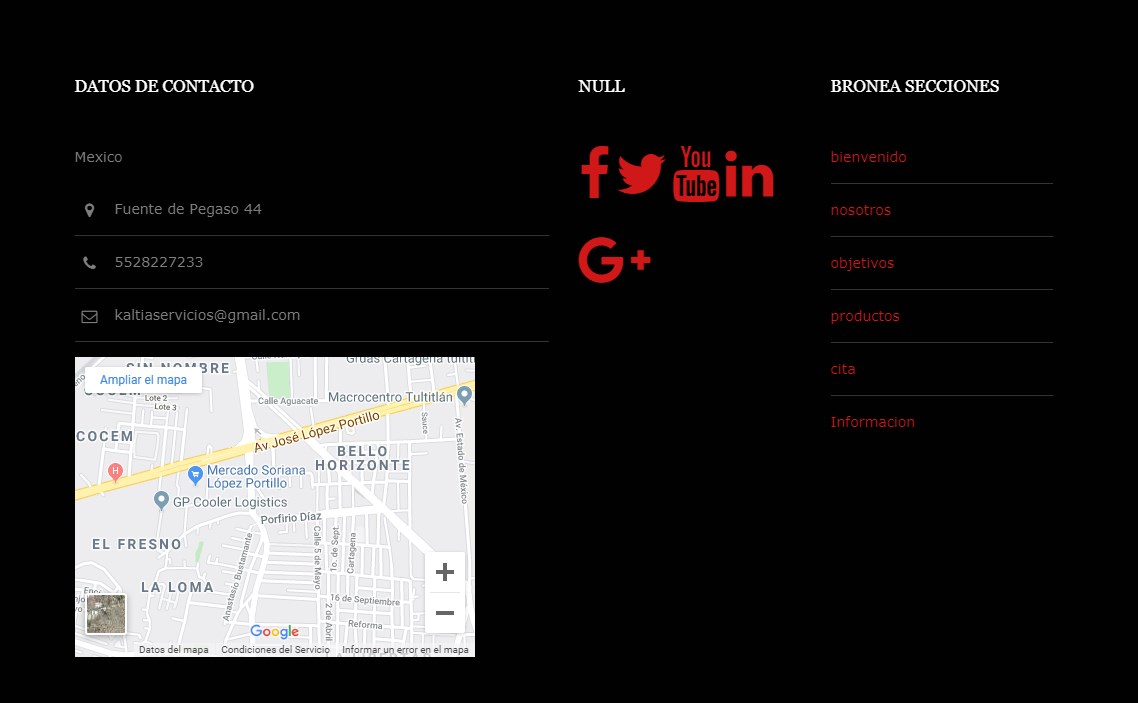 DATOS DE CONTACTO
Mexico
Fuente de Pegaso 44
5528227233
kaltiaservicios@gmail.com
Gruas Cartagena
SIN NOMBRE
Ampliar el mapa
Calle Aguacate
Macrocentro Tultitlán
Lote 2
Lote 3
COCEM
Av José López Portillo
Sauce
Av. Estado de México
BELLO
HORIZONTE
H
Mercado Soriana
López Portillo
GP Cooler Logistics
Porfirio Díaz
EL FRESNO
Calle 5 de Mayo
1o. de Sept.
Cartagena
Anastasio Bustamante
LA LOMA
16 de Septiembre
2 de Abril
Reforma
Google
Datos del mapa
Condiciones del Servicio
Informar un error en el mapa
NULL
f
You
Tube
in
G+
BRONEA SECCIONES
bienvenido
nosotros
objetivos
productos
cita
Informacion